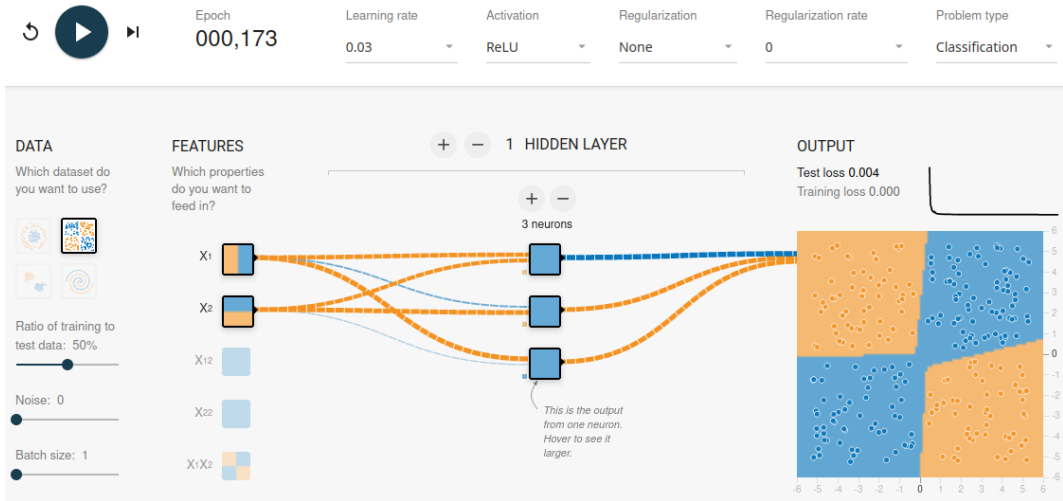 Epoch
000,173
Learning rate
0.03
Activation
ReLU
Regularization
None
Regularization rate
0
Problem type
Classification
DATA
Which dataset do
you want to use?
Ratio of training to
test data: 50%
Noise: 0
Batch size: 1
FEATURES
Which properties
do you want to
feed in?
X1
X2
X12
X22
X1X2
+ − 1 HIDDEN LAYER
+ −
3 neurons
This is the output
from one neuron.
Hover to see it
larger.
OUTPUT
Test loss 0.004
Training loss 0.000
6
5
4
3
2
1
0
-1
-2
-3
-4
-5
-6
-6 -5 -4 -3 -2 -1 0 1 2 3 4 5 6